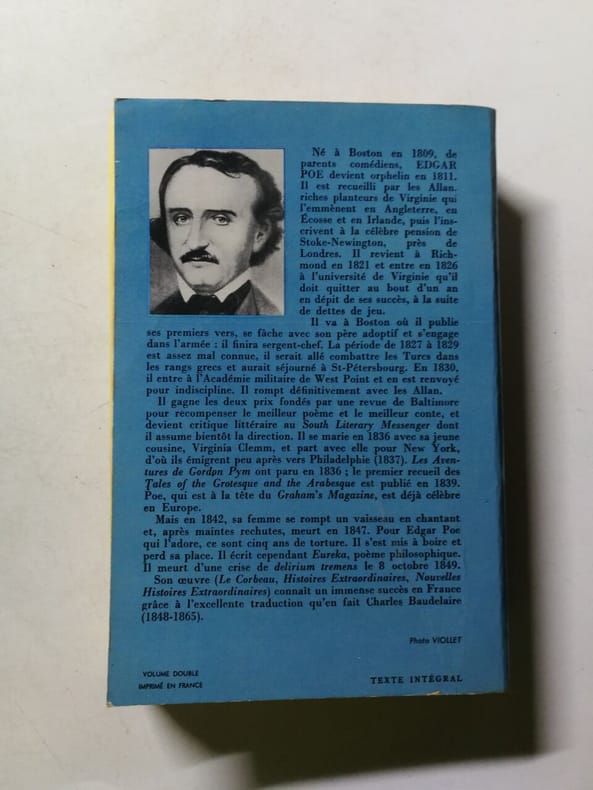 Né à Boston en 1809, de
parents comédiens, EDGAR
POE devient orphelin en 1811.
Il est recueilli par les Allan,
riches planteurs de Virginie qui
l'emmènent en Angleterre, en
Écosse et en Irlande, puis l'ins-
crivent à la célèbre pension de
Stoke-Newington, près de
Londres. Il revient à Rich-
mond en 1821 et entre en 1826
à l'université de Virginie qu'il
doit quitter au bout d'un an
en dépit de ses succès, à la suite
de dettes de jeu.
Il va à Boston où il publie
ses premiers vers, se fâche avec son père adoptif et s'engage
dans l'armée : il finira sergent-chef. La période de 1827 à 1829
est assez mal connue, il serait allé combattre les Turcs dans
les rangs grecs et aurait séjourné à St-Pétersbourg. En 1830,
il entre à l'Académie militaire de West Point et en est renvoyé
pour indiscipline. Il rompt définitivement avec les Allan.
Il gagne les deux prix fondés par une revue de Baltimore
pour récompenser le meilleur poème et le meilleur conte, et
devient critique littéraire au South Literary Messenger dont
il assume bientôt la direction. Il se marie en 1836 avec sa jeune
cousine, Virginia Clemm, et part avec elle pour New York,
d'où ils émigrent peu après vers Philadelphie (1837). Les Aven-
tures de Gordon Pym ont paru en 1836 ; le premier recueil des
Tales of the Grotesque and the Arabesque est publié en 1839.
Poe, qui est à la tête du Graham's Magazine, est déjà célèbre
en Europe.
Mais en 1842, sa femme se rompt un vaisseau en chantant
et, après maintes rechutes, meurt en 1847. Pour Edgar Poe
qui l'adore, ce sont cinq ans de torture. Il s'est mis à boire et
perd sa place. Il écrit cependant Eureka, poème philosophique.
Il meurt d'une crise de delirium tremens le 8 octobre 1849.
Son œuvre (Le Corbeau, Histoires Extraordinaires, Nouvelles
Histoires Extraordinaires) connaît un immense succès en France
grâce à l'excellente traduction qu'en fait Charles Baudelaire
(1848-1865).
Photo VIOLLET
VOLUME DOUBLE
IMPRIMÉ EN FRANCE
TEXTE INTÉGRAL